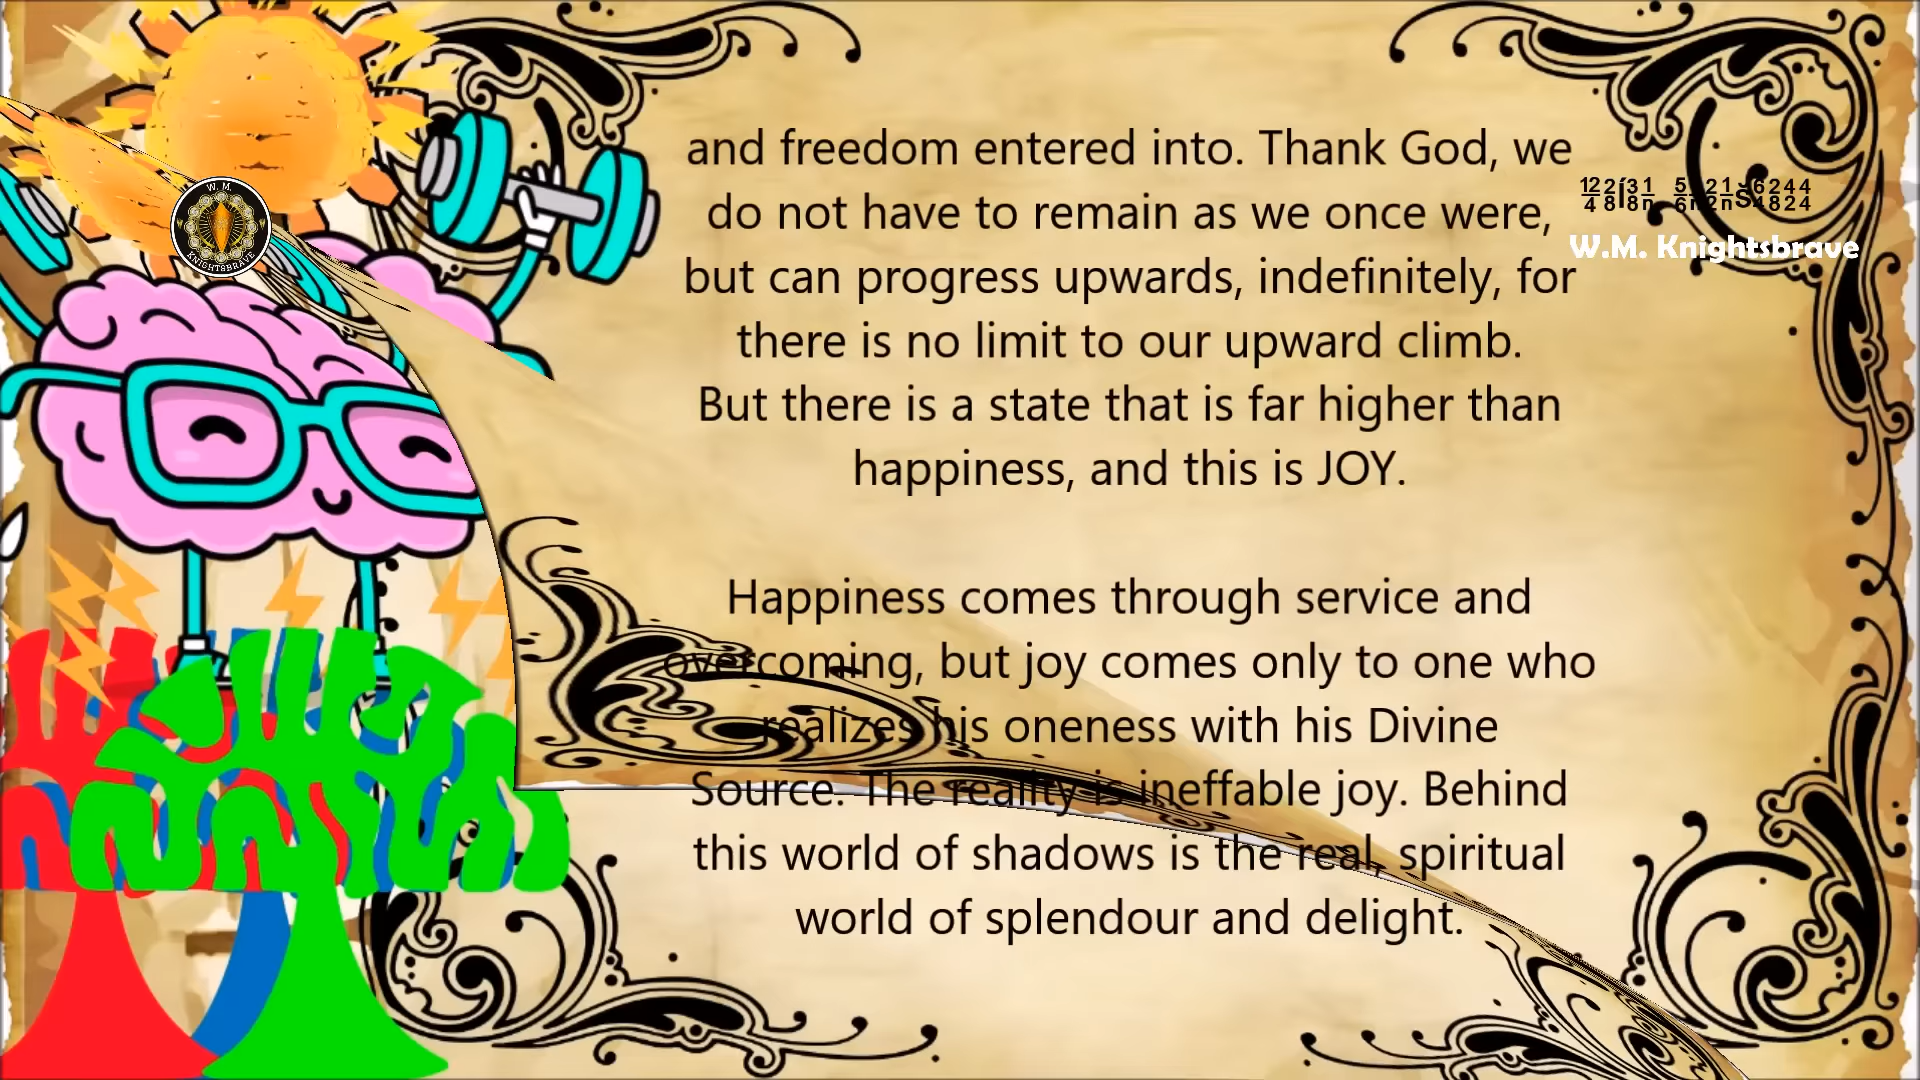 and freedom entered into. Thank God, we
do not have to remain as we once were,
but can progress upwards, indefinitely, for
there is no limit to our upward climb.
But there is a state that is far higher than
happiness, and this is JOY.
Happiness comes through service and
overcoming, but joy comes only to one who
realizes his oneness with his Divine
Source. The reality is ineffable joy. Behind
this world of shadows is the real, spiritual
world of splendour and delight.
W.M. Knightsbrave
W. M.
KNIGHTSBRAVE